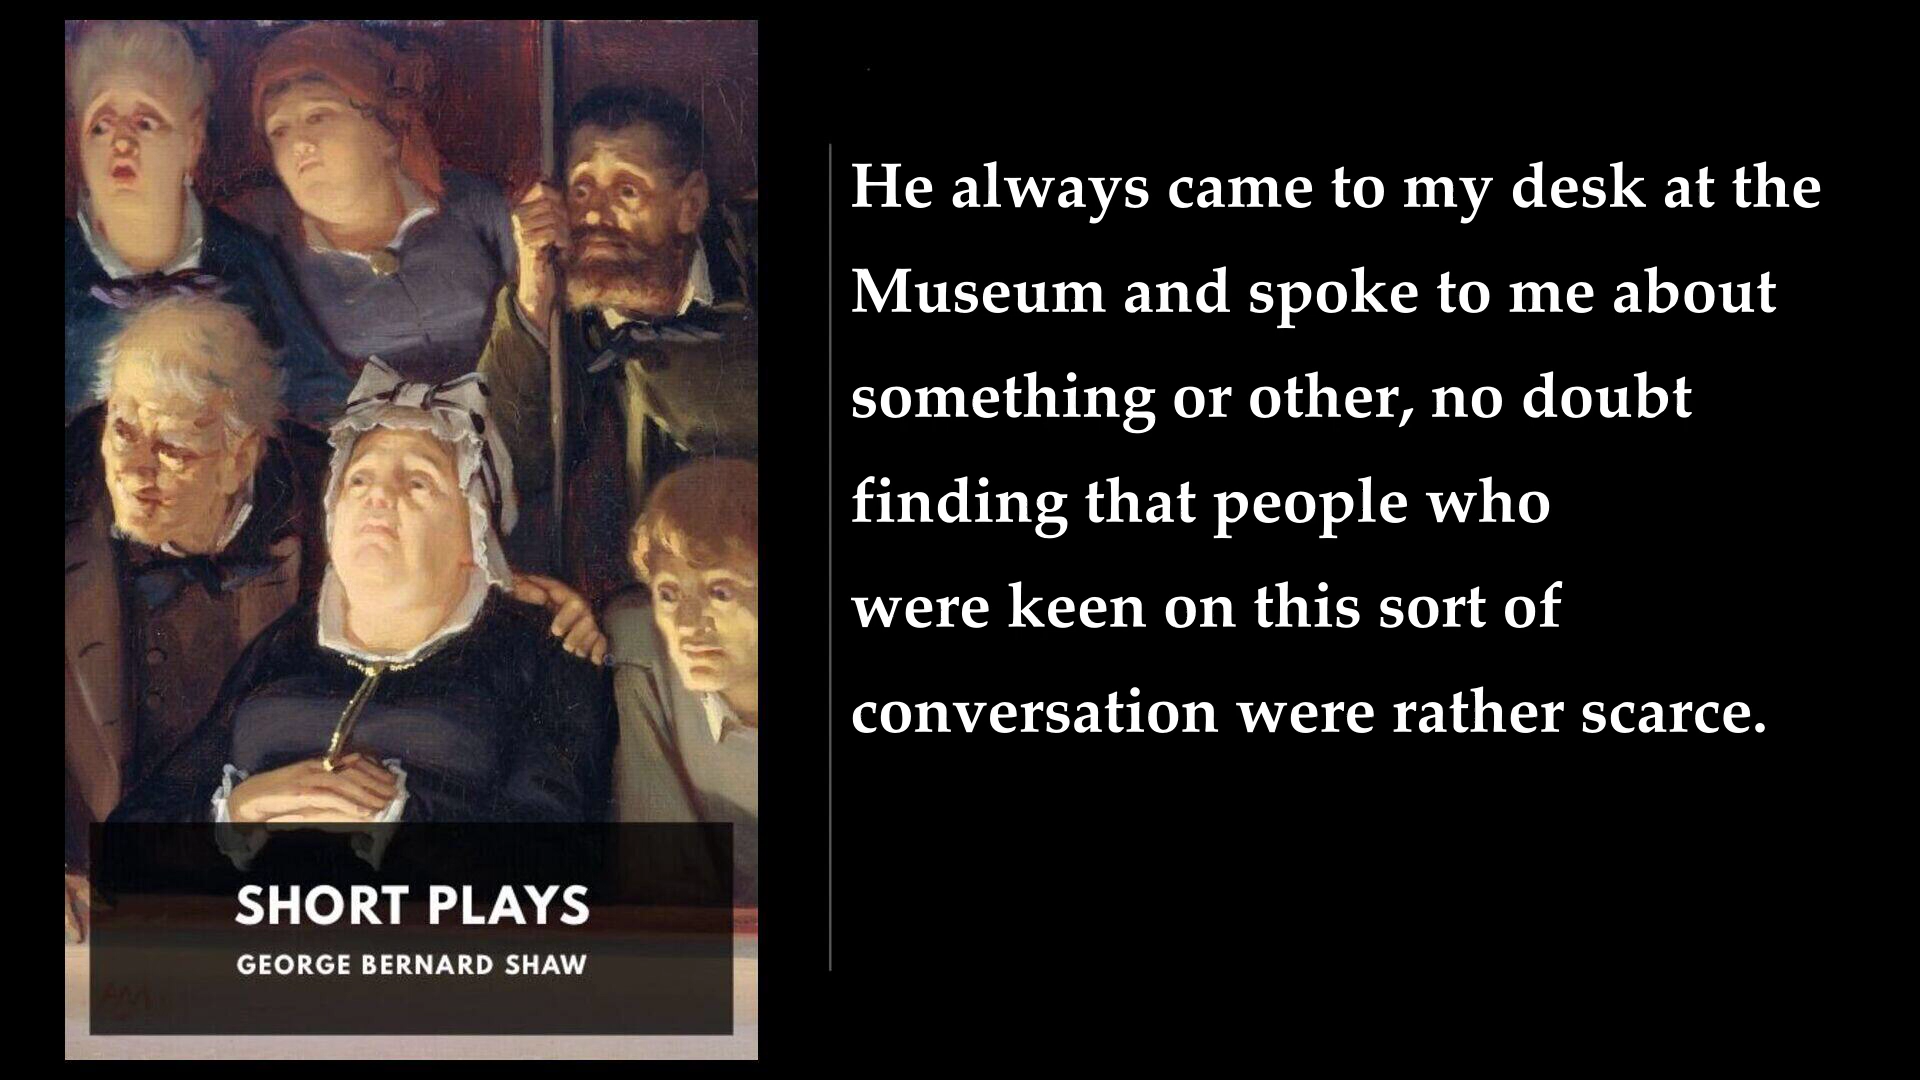 He always came to my desk at the
Museum and spoke to me about
something or other, no doubt
finding that people who
were keen on this sort of
conversation were rather scarce.
SHORT PLAYS
GEORGE BERNARD SHAW